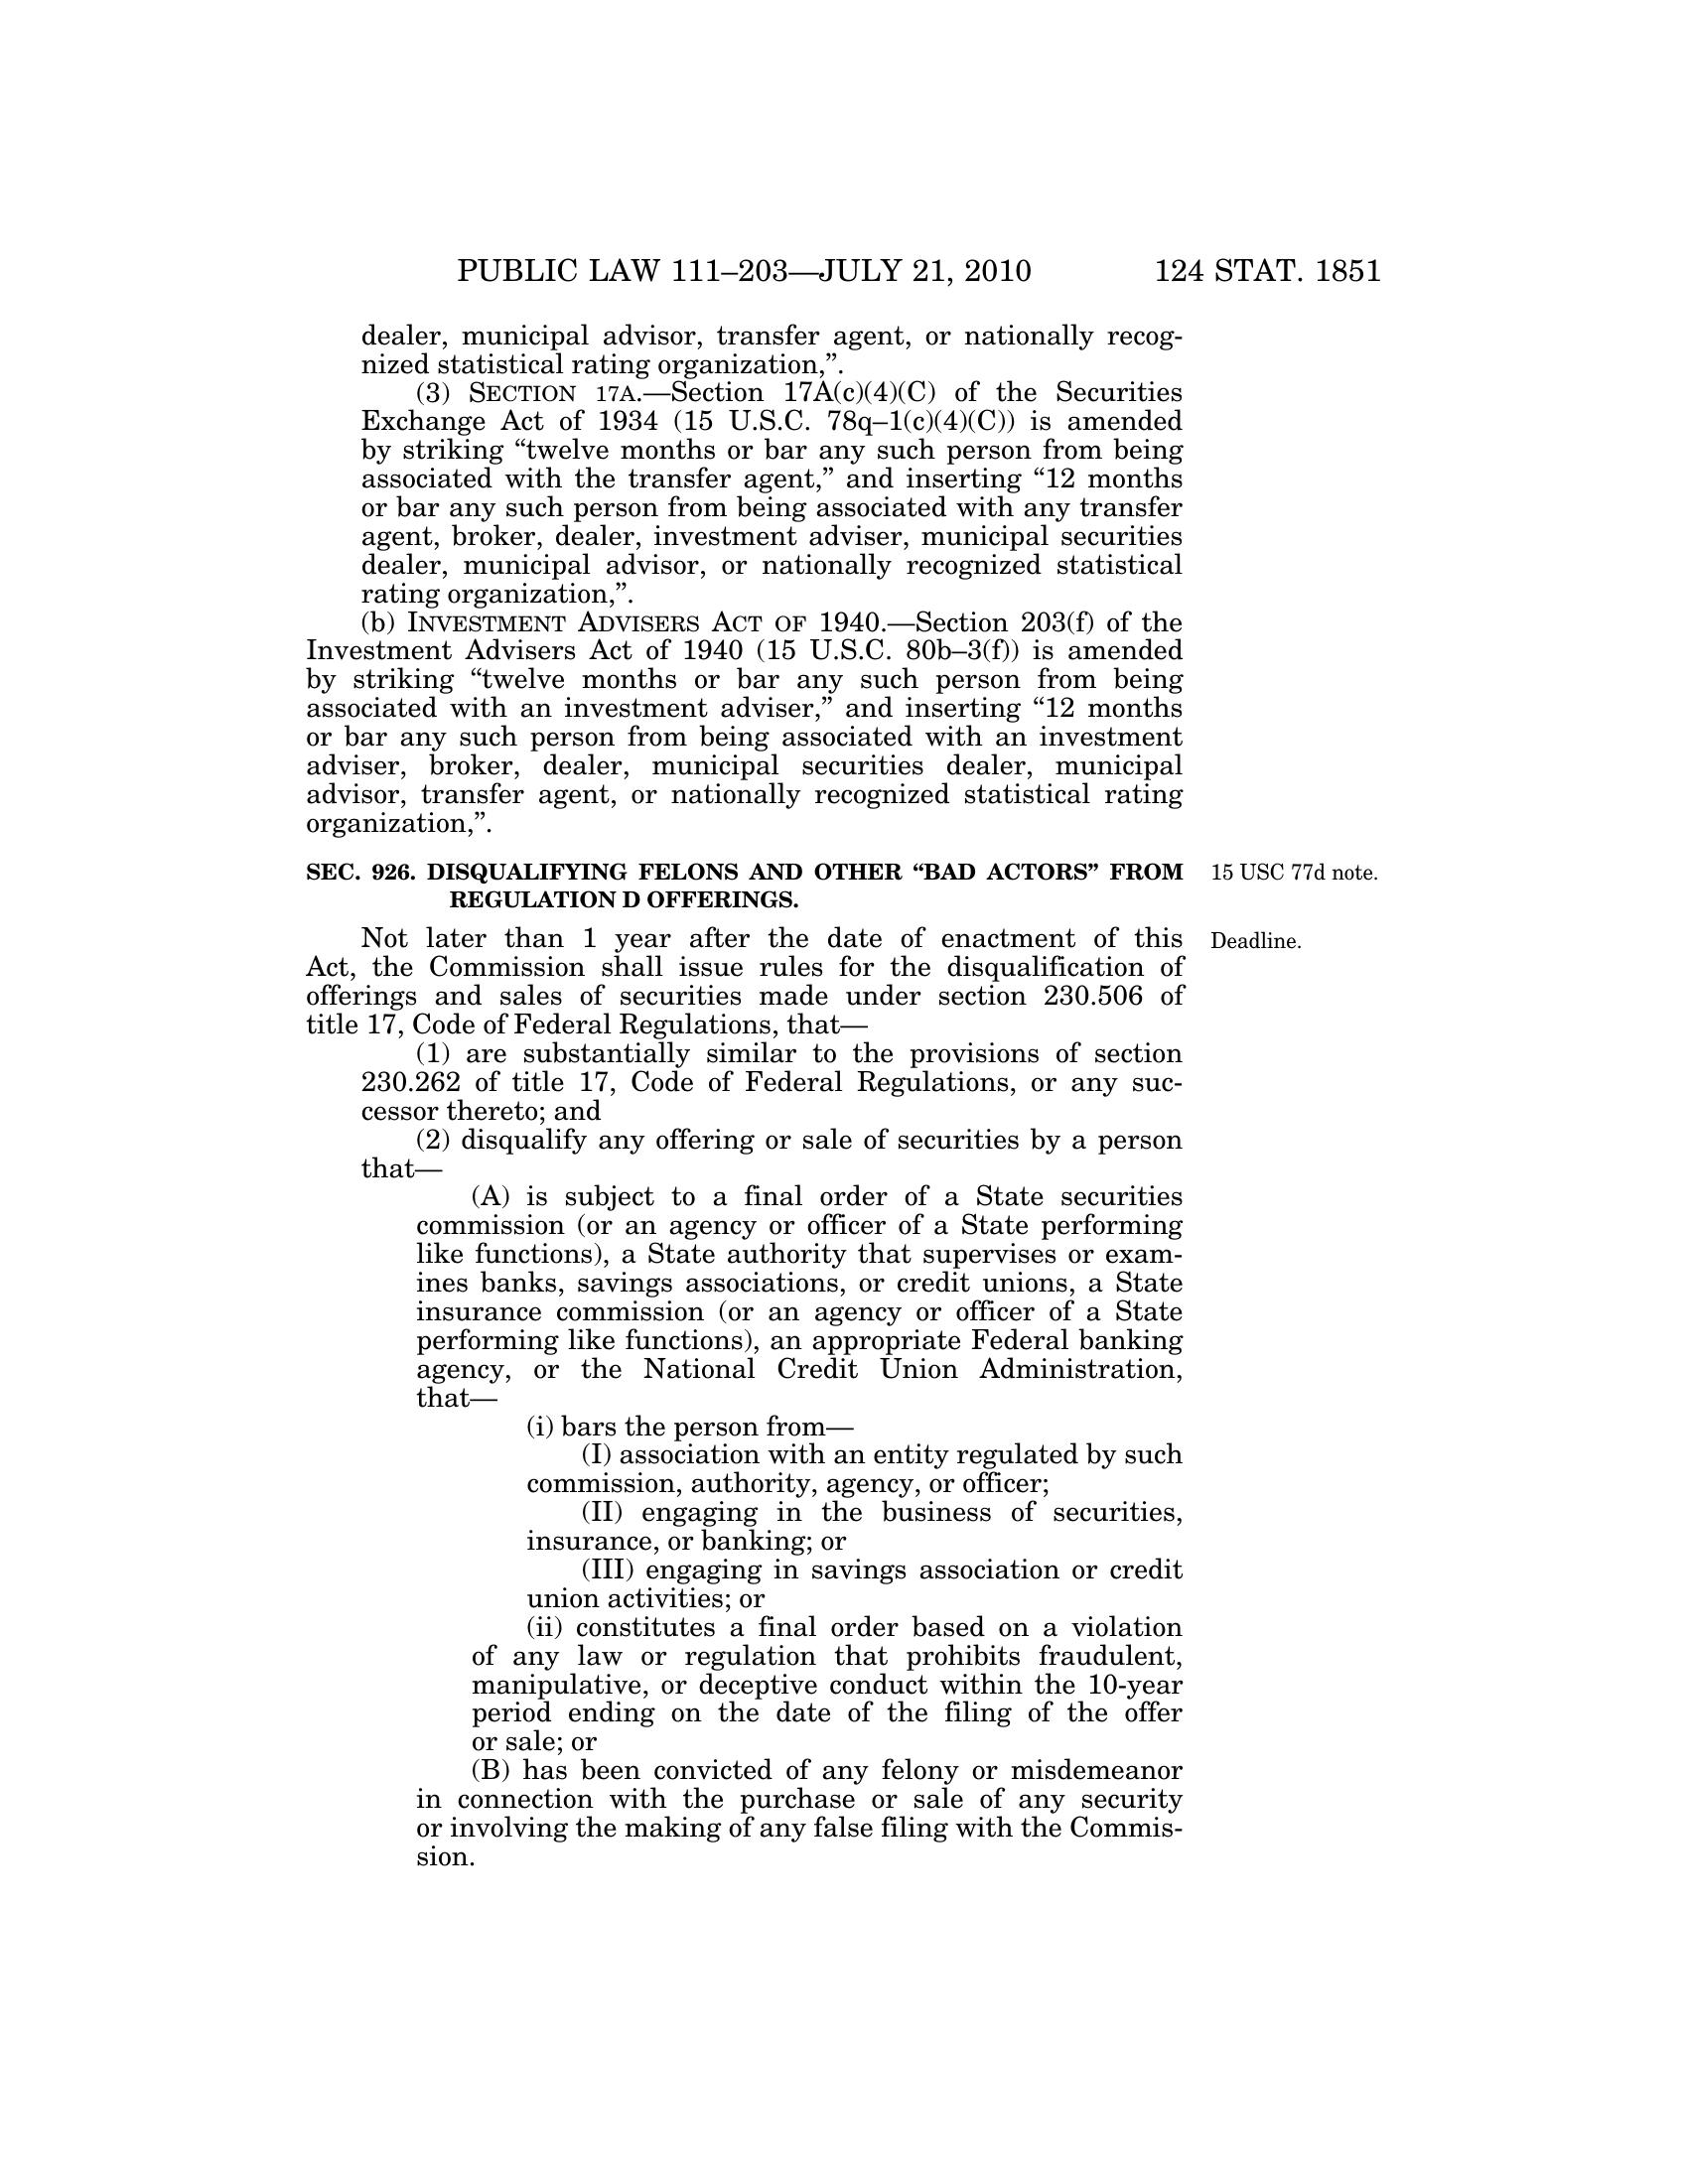 PUBLIC LAW 111–203—JULY 21, 2010 124 STAT. 1851
dealer, municipal advisor, transfer agent, or nationally recog-
nized statistical rating organization,”.
(3) SECTION 17A.—Section 17A(c)(4)(C) of the Securities
Exchange Act of 1934 (15 U.S.C. 78q–1(c)(4)(C)) is amended
by striking “twelve months or bar any such person from being
associated with the transfer agent,” and inserting “12 months
or bar any such person from being associated with any transfer
agent, broker, dealer, investment adviser, municipal securities
dealer, municipal advisor, or nationally recognized statistical
rating organization,”.
(b) INVESTMENT ADVISERS ACT OF 1940.—Section 203(f) of the
Investment Advisers Act of 1940 (15 U.S.C. 80b–3(f)) is amended
by striking “twelve months or bar any such person from being
associated with an investment adviser,” and inserting “12 months
or bar any such person from being associated with an investment
adviser, broker, dealer, municipal securities dealer, municipal
advisor, transfer agent, or nationally recognized statistical rating
organization,”.
SEC. 926. DISQUALIFYING FELONS AND OTHER “BAD ACTORS” FROM
REGULATION D OFFERINGS.
15 USC 77d note.
Not later than 1 year after the date of enactment of this
Deadline.
Act, the Commission shall issue rules for the disqualification of
offerings and sales of securities made under section 230.506 of
title 17, Code of Federal Regulations, that—
(1) are substantially similar to the provisions of section
230.262 of title 17, Code of Federal Regulations, or any suc-
cessor thereto; and
(2) disqualify any offering or sale of securities by a person
that—
(A) is subject to a final order of a State securities
commission (or an agency or officer of a State performing
like functions), a State authority that supervises or exam-
ines banks, savings associations, or credit unions, a State
insurance commission (or an agency or officer of a State
performing like functions), an appropriate Federal banking
agency, or the National Credit Union Administration,
that—
(i) bars the person from—
(I) association with an entity regulated by such
commission, authority, agency, or officer;
(II) engaging in the business of securities,
insurance, or banking; or
(III) engaging in savings association or credit
union activities; or
(ii) constitutes a final order based on a violation
of any law or regulation that prohibits fraudulent,
manipulative, or deceptive conduct within the 10-year
period ending on the date of the filing of the offer
or sale; or
(B) has been convicted of any felony or misdemeanor
in connection with the purchase or sale of any security
or involving the making of any false filing with the Commis-
sion.